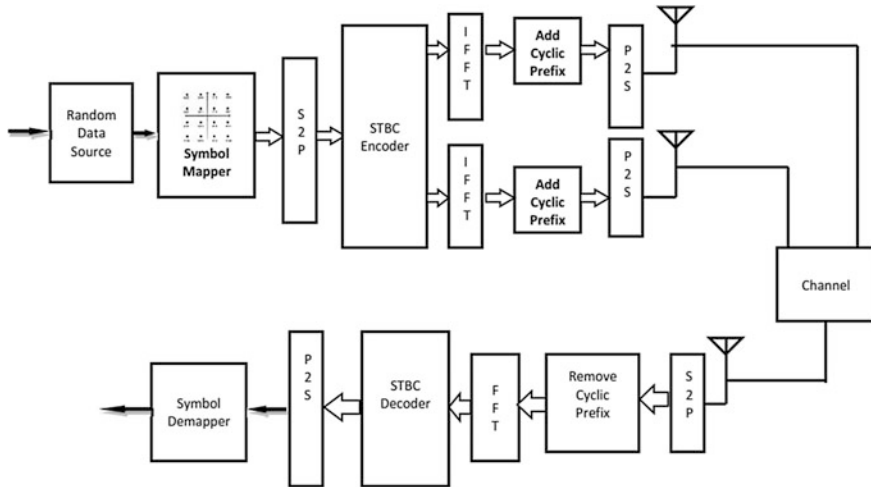 Random
Data
Source
Symbol
Mapper
S
2
P
STBC
Encoder
I
F
F
T
Add
Cyclic
Prefix
P
2
S
I
F
F
T
Add
Cyclic
Prefix
P
2
S
Channel
S
2
P
Remove
Cyclic
Prefix
F
F
T
STBC
Decoder
P
2
S
Symbol
Demapper